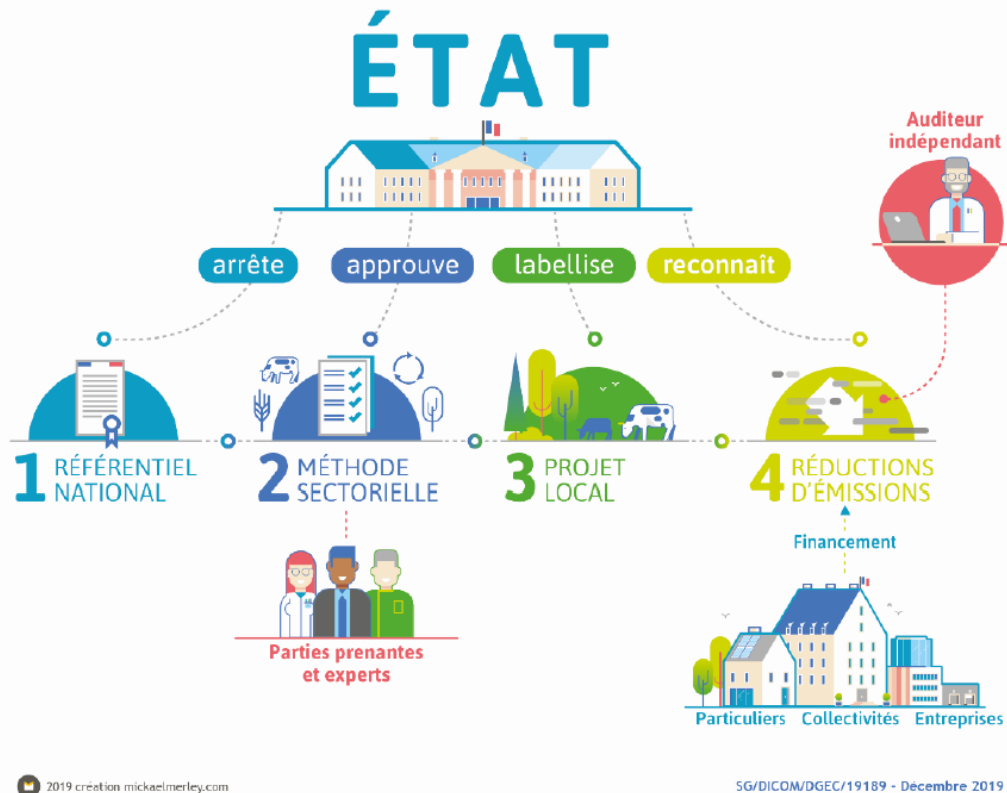 ÉTAT
Auditeur
indépendant
arrête
approuve
labellise
reconnaît
1 RÉFÉRENTIEL
NATIONAL
2 MÉTHODE
SECTORIELLE
3 PROJET
LOCAL
4 RÉDUCTIONS
D'ÉMISSIONS
Financement
Parties prenantes
et experts
Particuliers Collectivités Entreprises
2019 création mickaelmerley.com
SG/DICOM/DGEC/19189 - Décembre 2019